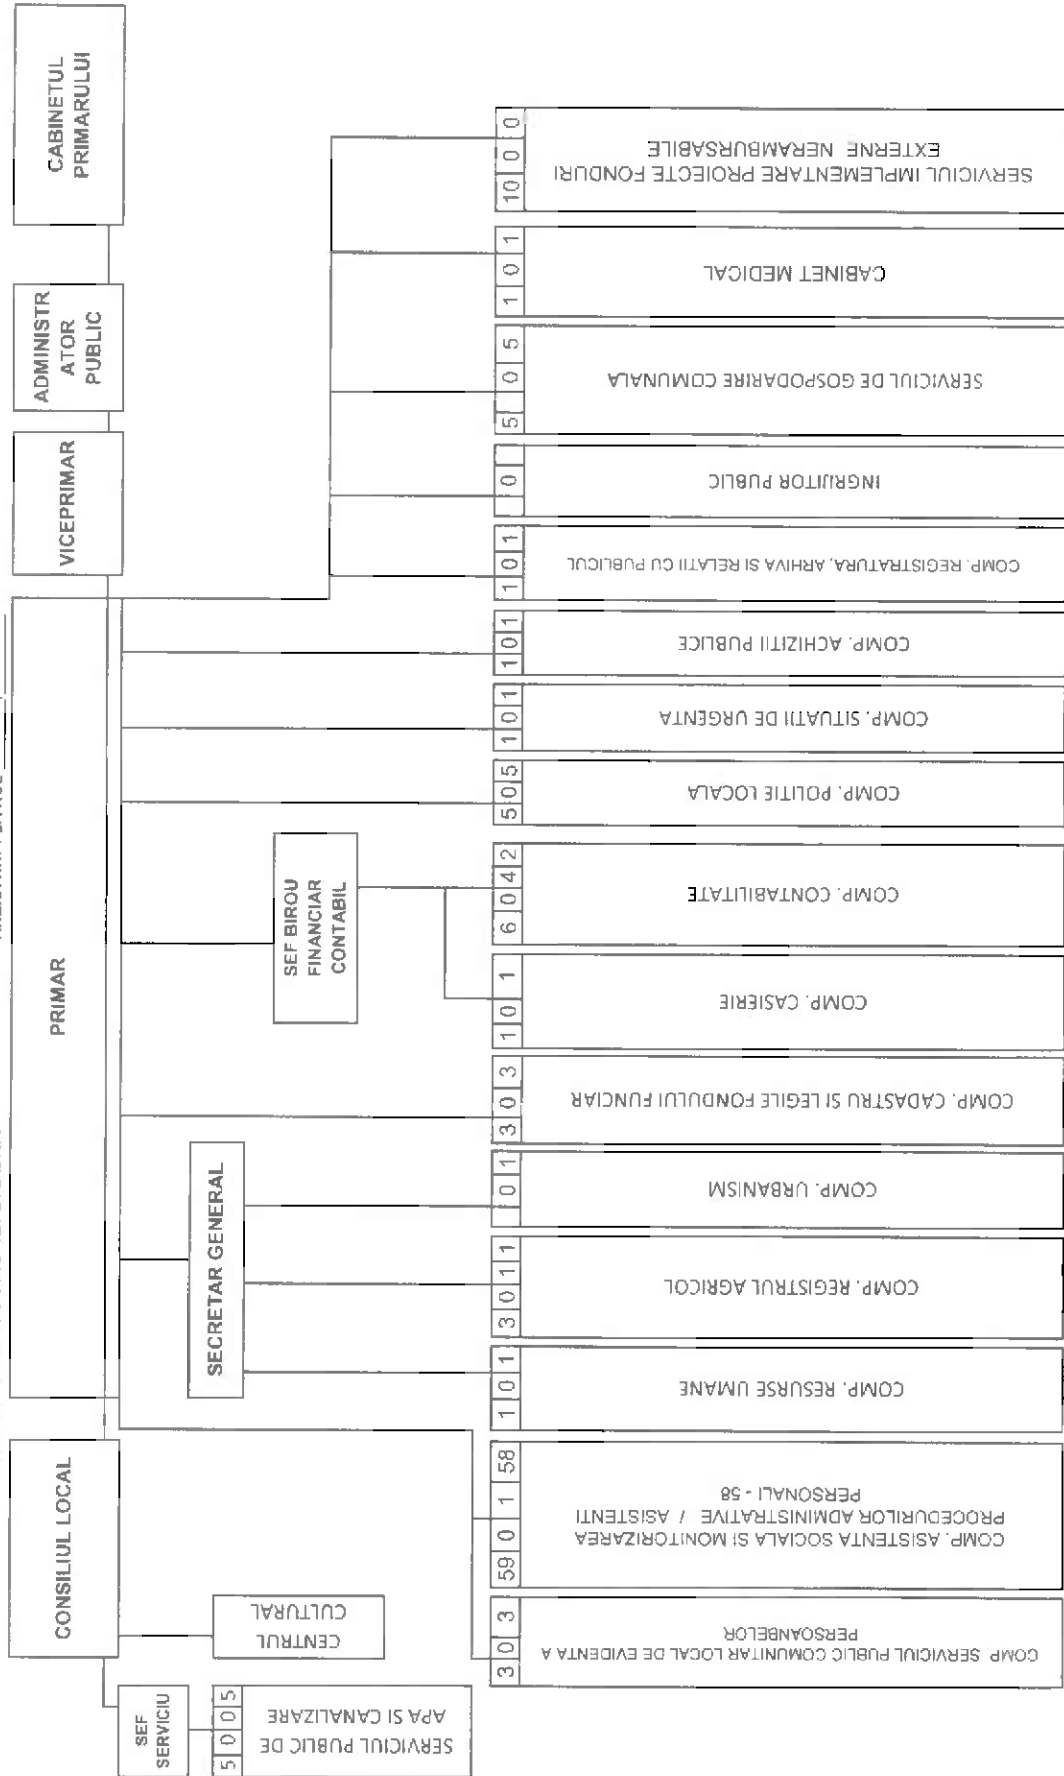 CONSILIUL LOCAL
PRIMAR
VICEPRIMAR
ADMINISTR
ATOR
PUBLIC
CABINETUL
PRIMARULUI
SEF
SERVICIU
CENTRUL
CULTURAL
SECRETAR GENERAL
SEF BIROU
FINANCIAR
CONTABIL
5 0 0 5
SERVICIUL PUBLIC DE
APA SI CANALIZARE
3 0 3
COMP SERVICIUL PUBLIC COMUNITAR LOCAL DE EVIDENTA A
PERSOANBELOR
59 0 1 58
COMP. ASISTENTA SOCIALA SI MONITORIZAREA
PROCEDURILOR ADMINISTRATIVE / ASISTENTI
PERSONALI - 58
1 0 1
COMP. RESURSE UMANE
3 0 1 1
COMP. REGISTRUL AGRICOL
0 1
COMP. URBANISM
3 0 3
COMP. CADASTRU SI LEGILE FONDULUI FUNCIAR
1 0 1
COMP. CASIERIE
6 0 4 2
COMP. CONTABILITATE
5 0 5
COMP. POLITIE LOCALA
1 0 1
COMP. SITUATII DE URGENTA
1 0 1
COMP. ACHIZITII PUBLICE
1 0 1
COMP. REGISTRATURA, ARHIVA SI RELATII CU PUBLICUL
0
INGRIJITOR PUBLIC
5 0 5
SERVICIUL DE GOSPODARIRE COMUNALA
1 0 1
CABINET MEDICAL
10 0 0
SERVICIUL IMPLEMENTARE PROIECTE FONDURI
EXTERNE NERAMBURSABILE